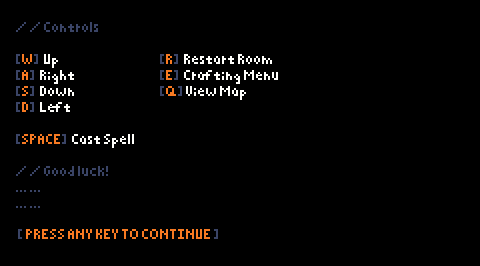 // Controls
[W] Up [R] Restart Room
[A] Right [E] Crafting Menu
[S] Down [Q] View Map
[D] Left
[SPACE] Cast Spell
// Good luck!
......
......
[PRESS ANY KEY TO CONTINUE]